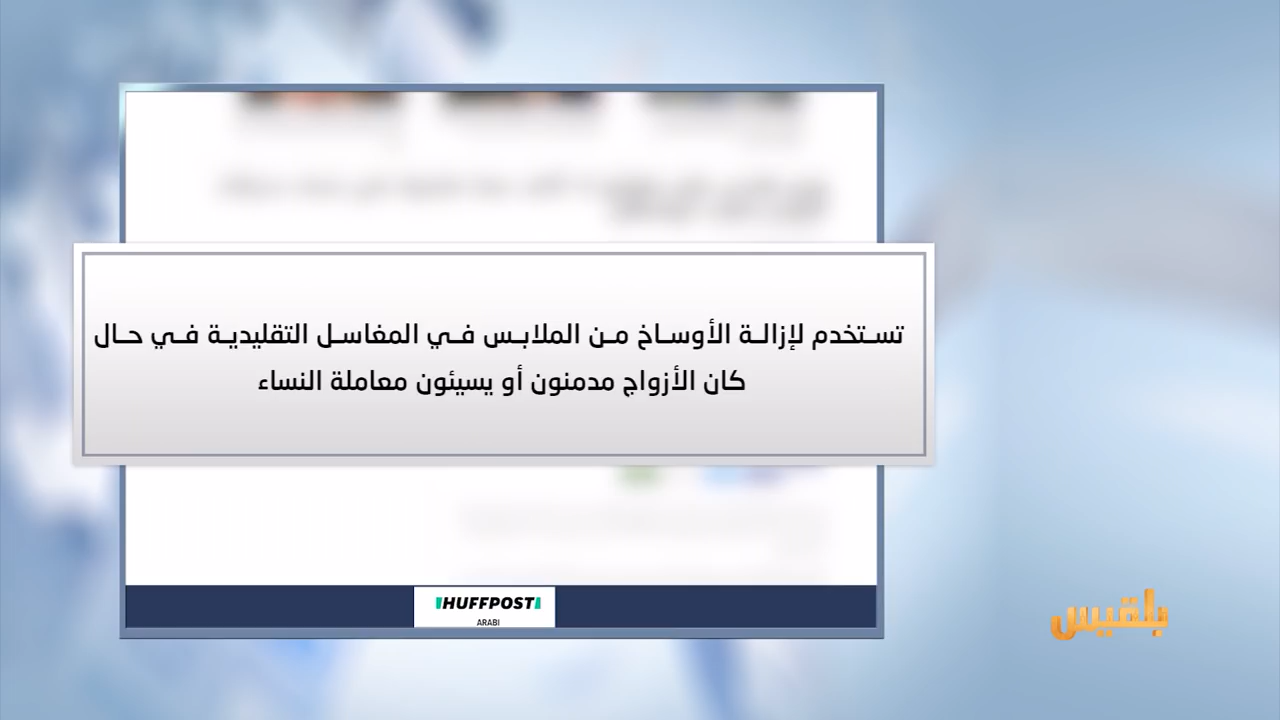 تستخدم لإزالة الأوساخ من الملابس في المغاسل التقليدية في حال
كان الأزواج مدمنون أو يسيئون معاملة النساء
HUFFPOST
ARABI
بلقيس